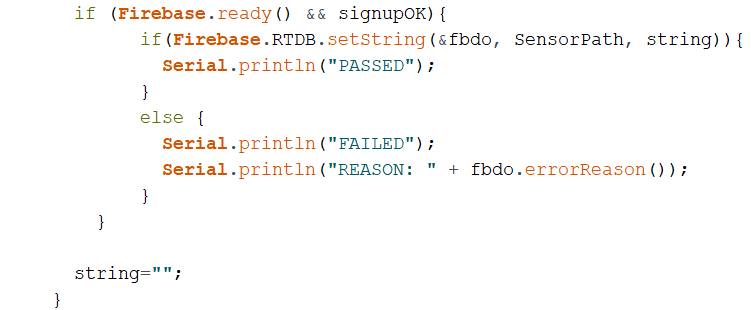 if (Firebase.ready() && signupOK){
if(Firebase.RTDB.setString(&fbdo, SensorPath, string)){
Serial.println("PASSED");
}
else {
Serial.println("FAILED");
Serial.println("REASON: " + fbdo.errorReason());
}
}
string="";
}